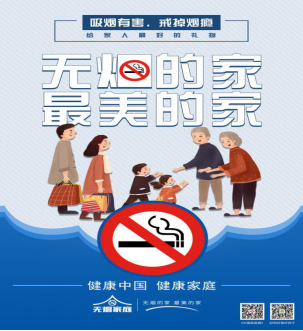 吸烟有害，戒掉烟瘾
给家人最好的礼物
无烟的家
最美的家
健康中国 健康家庭
无烟家庭
无烟的家 最美的家